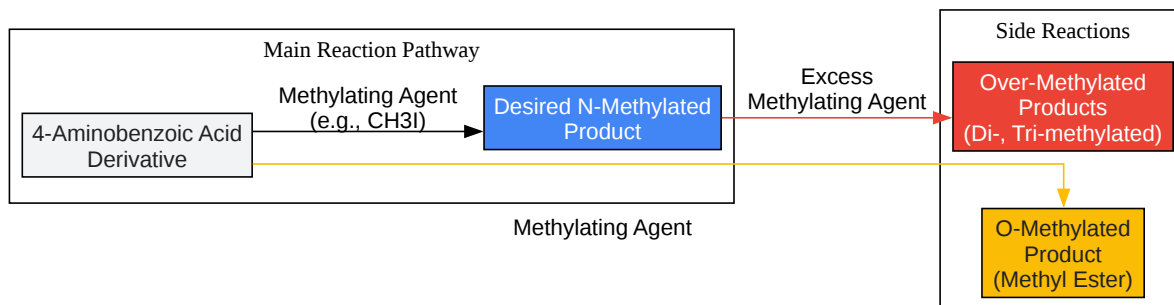 Side Reactions
Main Reaction Pathway
Methylating Agent
(e.g., CH3I)
Excess
Methylating Agent
4-Aminobenzoic Acid
Derivative
Desired N-Methylated
Product
Over-Methylated
Products
(Di-, Tri-methylated)
Methylating Agent
O-Methylated
Product
(Methyl Ester)